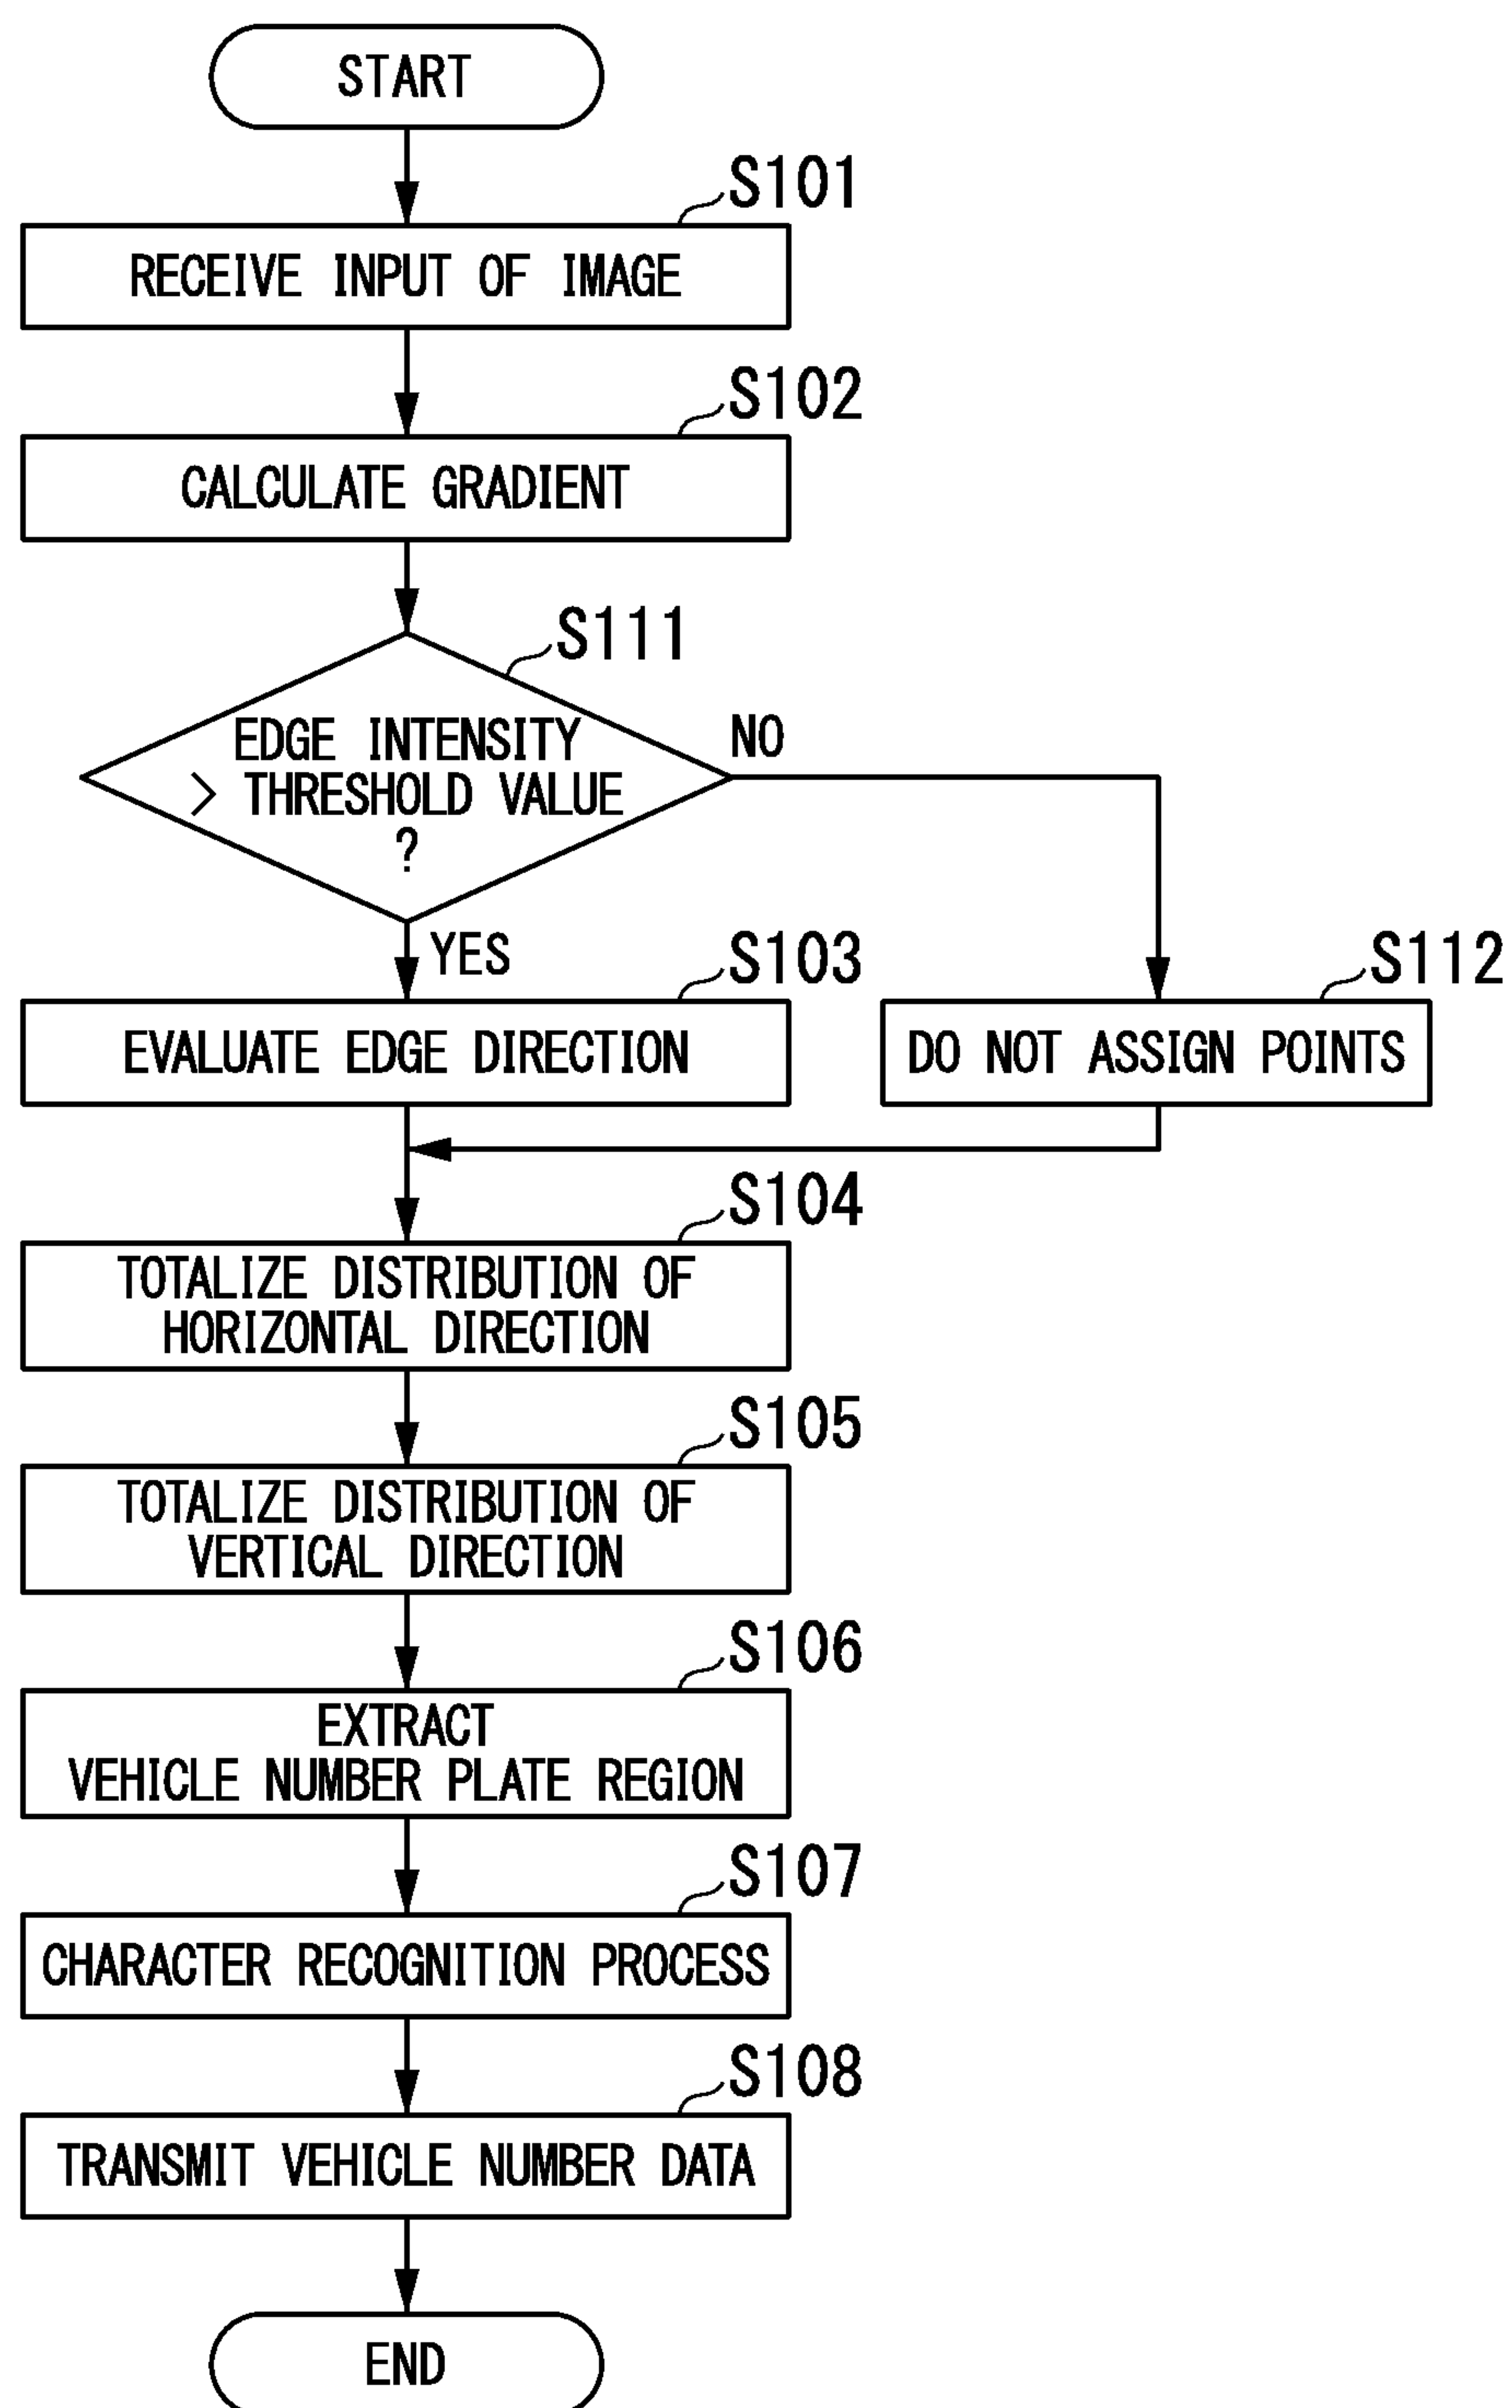 START
S101
RECEIVE INPUT OF IMAGE
S102
CALCULATE GRADIENT
S111
EDGE INTENSITY
> THRESHOLD VALUE
?
NO
YES
S103
EVALUATE EDGE DIRECTION
S112
DO NOT ASSIGN POINTS
S104
TOTALIZE DISTRIBUTION OF
HORIZONTAL DIRECTION
S105
TOTALIZE DISTRIBUTION OF
VERTICAL DIRECTION
S106
EXTRACT
VEHICLE NUMBER PLATE REGION
S107
CHARACTER RECOGNITION PROCESS
S108
TRANSMIT VEHICLE NUMBER DATA
END